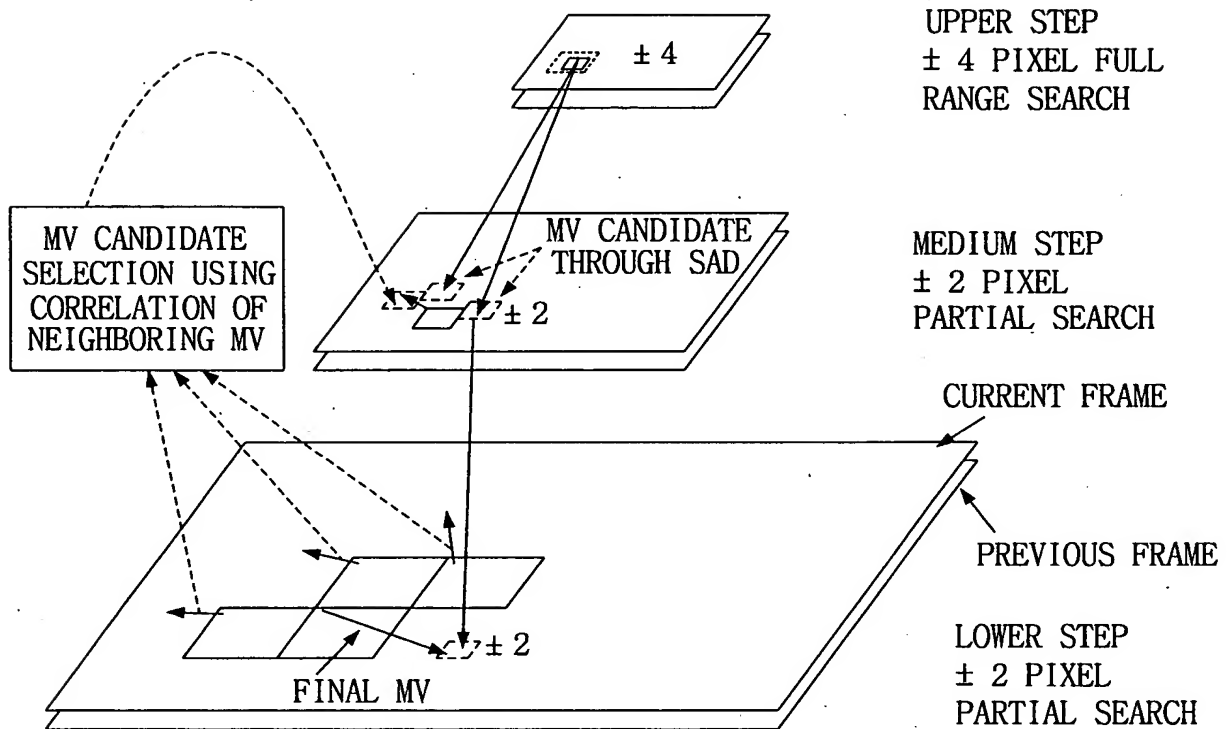 UPPER STEP
± 4 PIXEL FULL
RANGE SEARCH
± 4
MV CANDIDATE
SELECTION USING
CORRELATION OF
NEIGHBORING MV
MV CANDIDATE
THROUGH SAD
± 2
MEDIUM STEP
± 2 PIXEL
PARTIAL SEARCH
CURRENT FRAME
PREVIOUS FRAME
± 2
FINAL MV
LOWER STEP
± 2 PIXEL
PARTIAL SEARCH